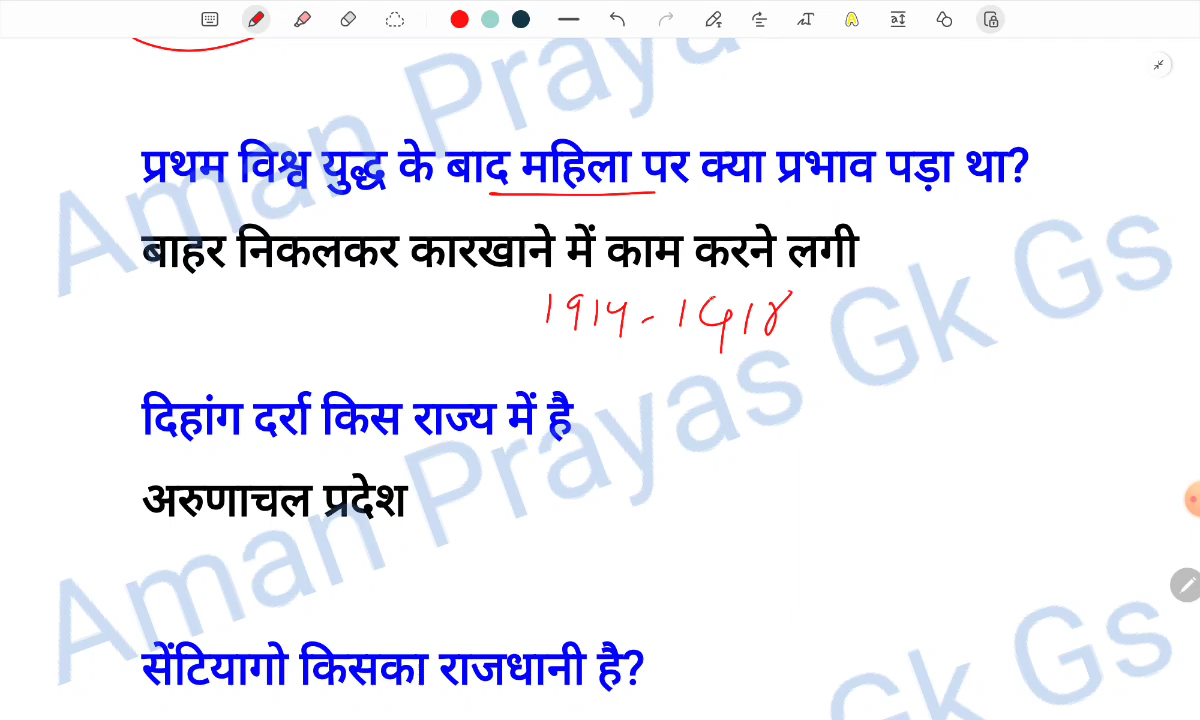 Aman Prayas Gk Gs
प्रथम विश्व युद्ध के बाद महिला पर क्या प्रभाव पड़ा था?
बाहर निकलकर कारखाने में काम करने लगी
1914 - 1918
दिहांग दर्रा किस राज्य में है
अरुणाचल प्रदेश
Aman Prayas Gk Gs
सेंटियागो किसका राजधानी है?